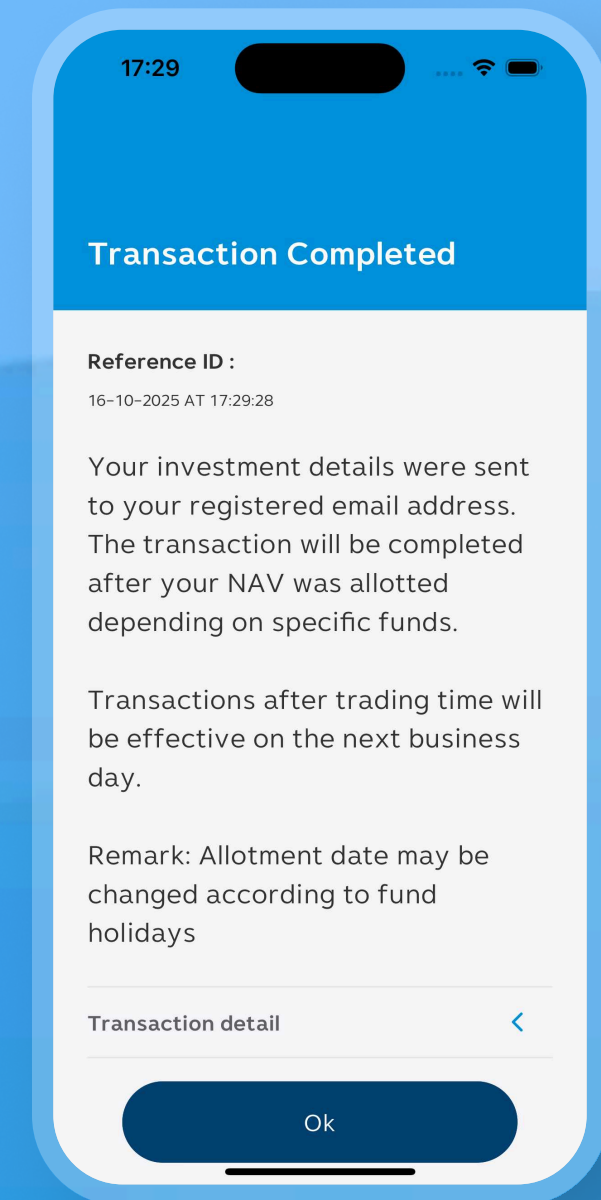 17:29
Transaction Completed
Reference ID :
16-10-2025 AT 17:29:28
Your investment details were sent
to your registered email address.
The transaction will be completed
after your NAV was allotted
depending on specific funds.
Transactions after trading time will
be effective on the next business
day.
Remark: Allotment date may be
changed according to fund
holidays
Transaction detail
Ok